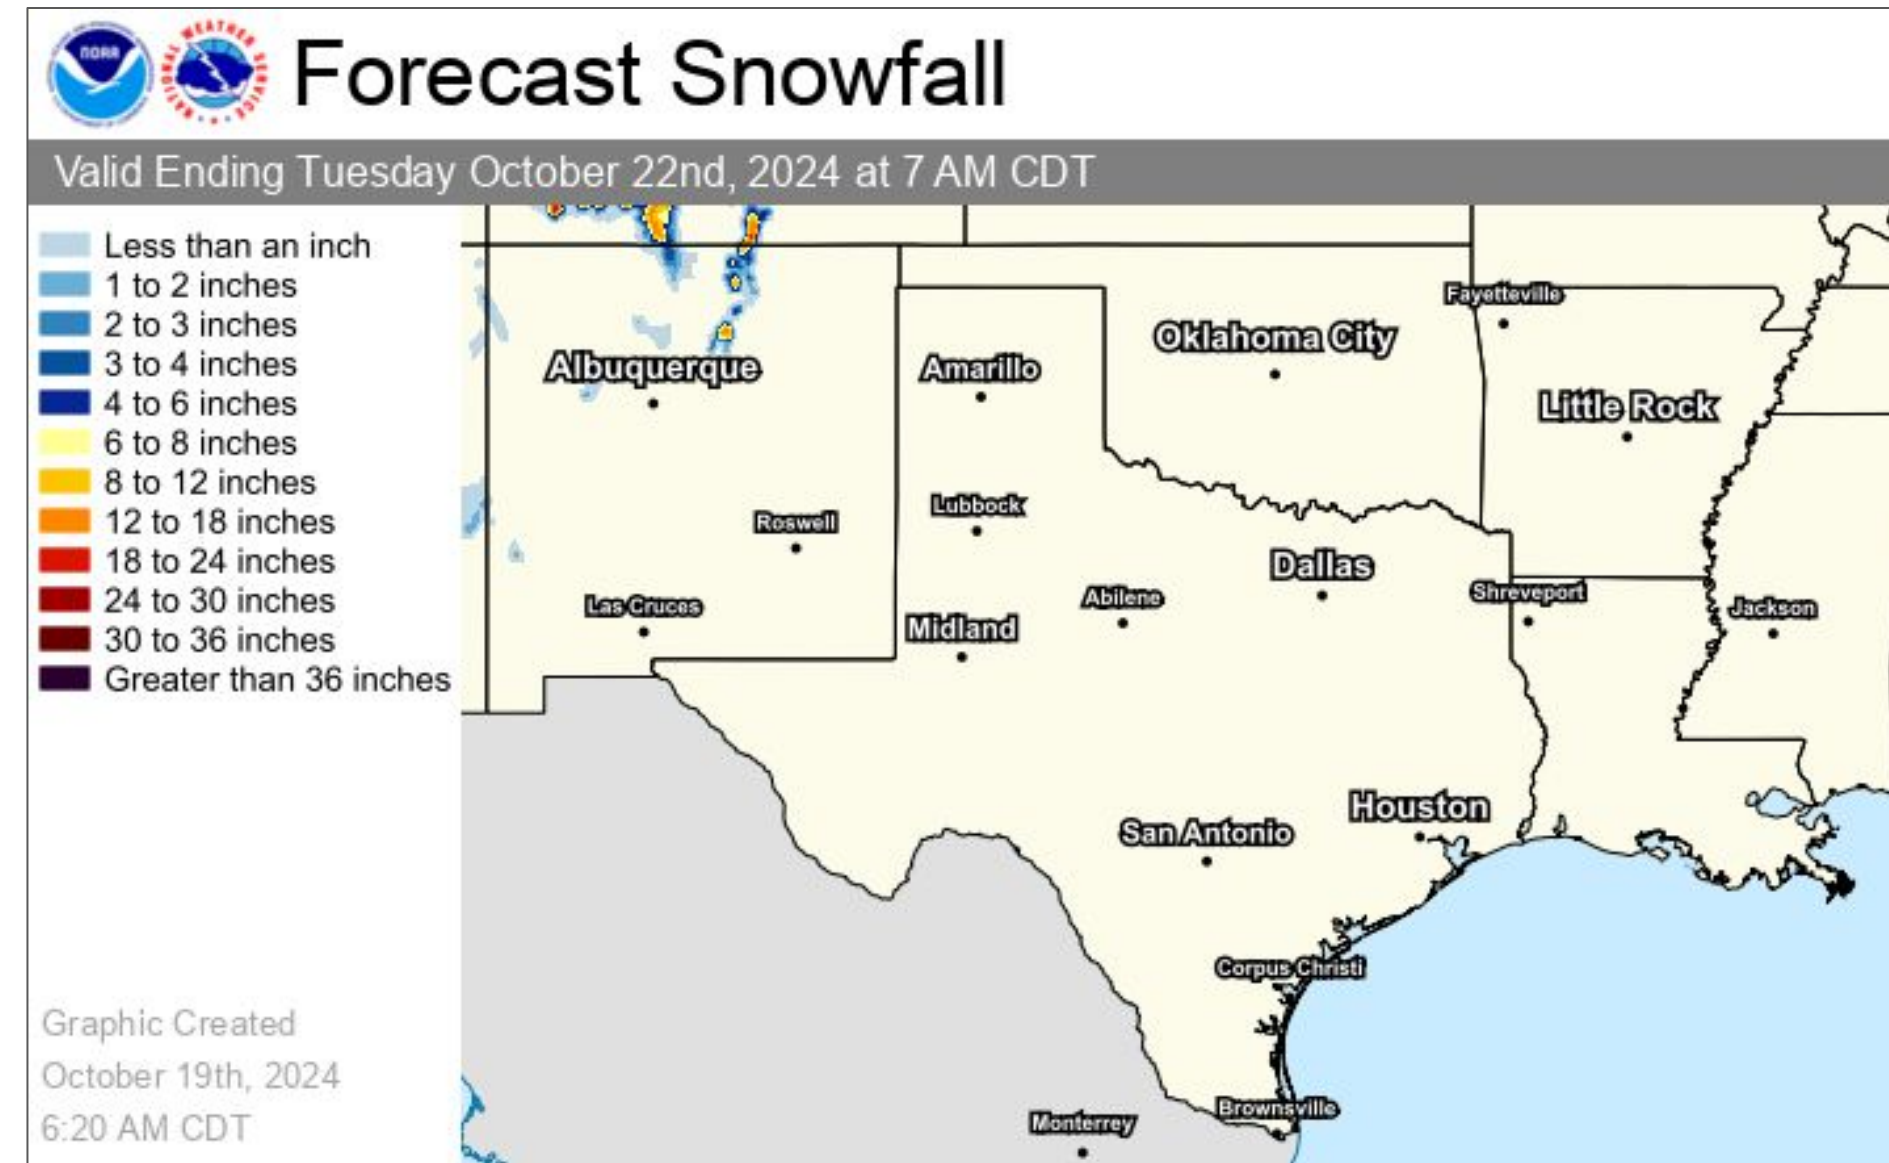 NOAA
NATIONAL WEATHER SERVICE
Forecast Snowfall
Valid Ending Tuesday October 22nd, 2024 at 7 AM CDT
Less than an inch
1 to 2 inches
2 to 3 inches
3 to 4 inches
4 to 6 inches
6 to 8 inches
8 to 12 inches
12 to 18 inches
18 to 24 inches
24 to 30 inches
30 to 36 inches
Greater than 36 inches
Fayetteville
Oklahoma City
Albuquerque
Amarillo
Little Rock
Lubbock
Roswell
Dallas
Shreveport
Abilene
Las Cruces
Jackson
Midland
Houston
San Antonio
Corpus Christi
Brownsville
Monterrey
Graphic Created
October 19th, 2024
6:20 AM CDT